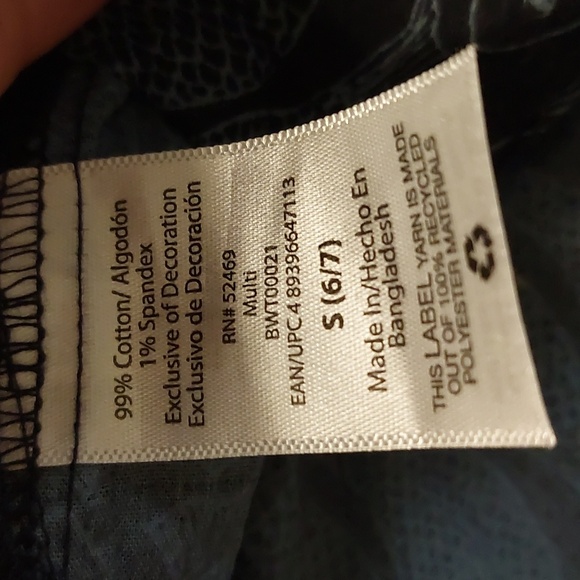 99% Cotton/ Algodón
1% Spandex
Exclusive of Decoration
Exclusivo de Decoración
RN# 52469
Multi
BWT00021
EAN/UPC 4 89396647113
S (6/7)
Made In/Hecho En
Bangladesh
THIS LABEL YARN IS MADE
OUT OF 100% RECYCLED
POLYESTER MATERIALS